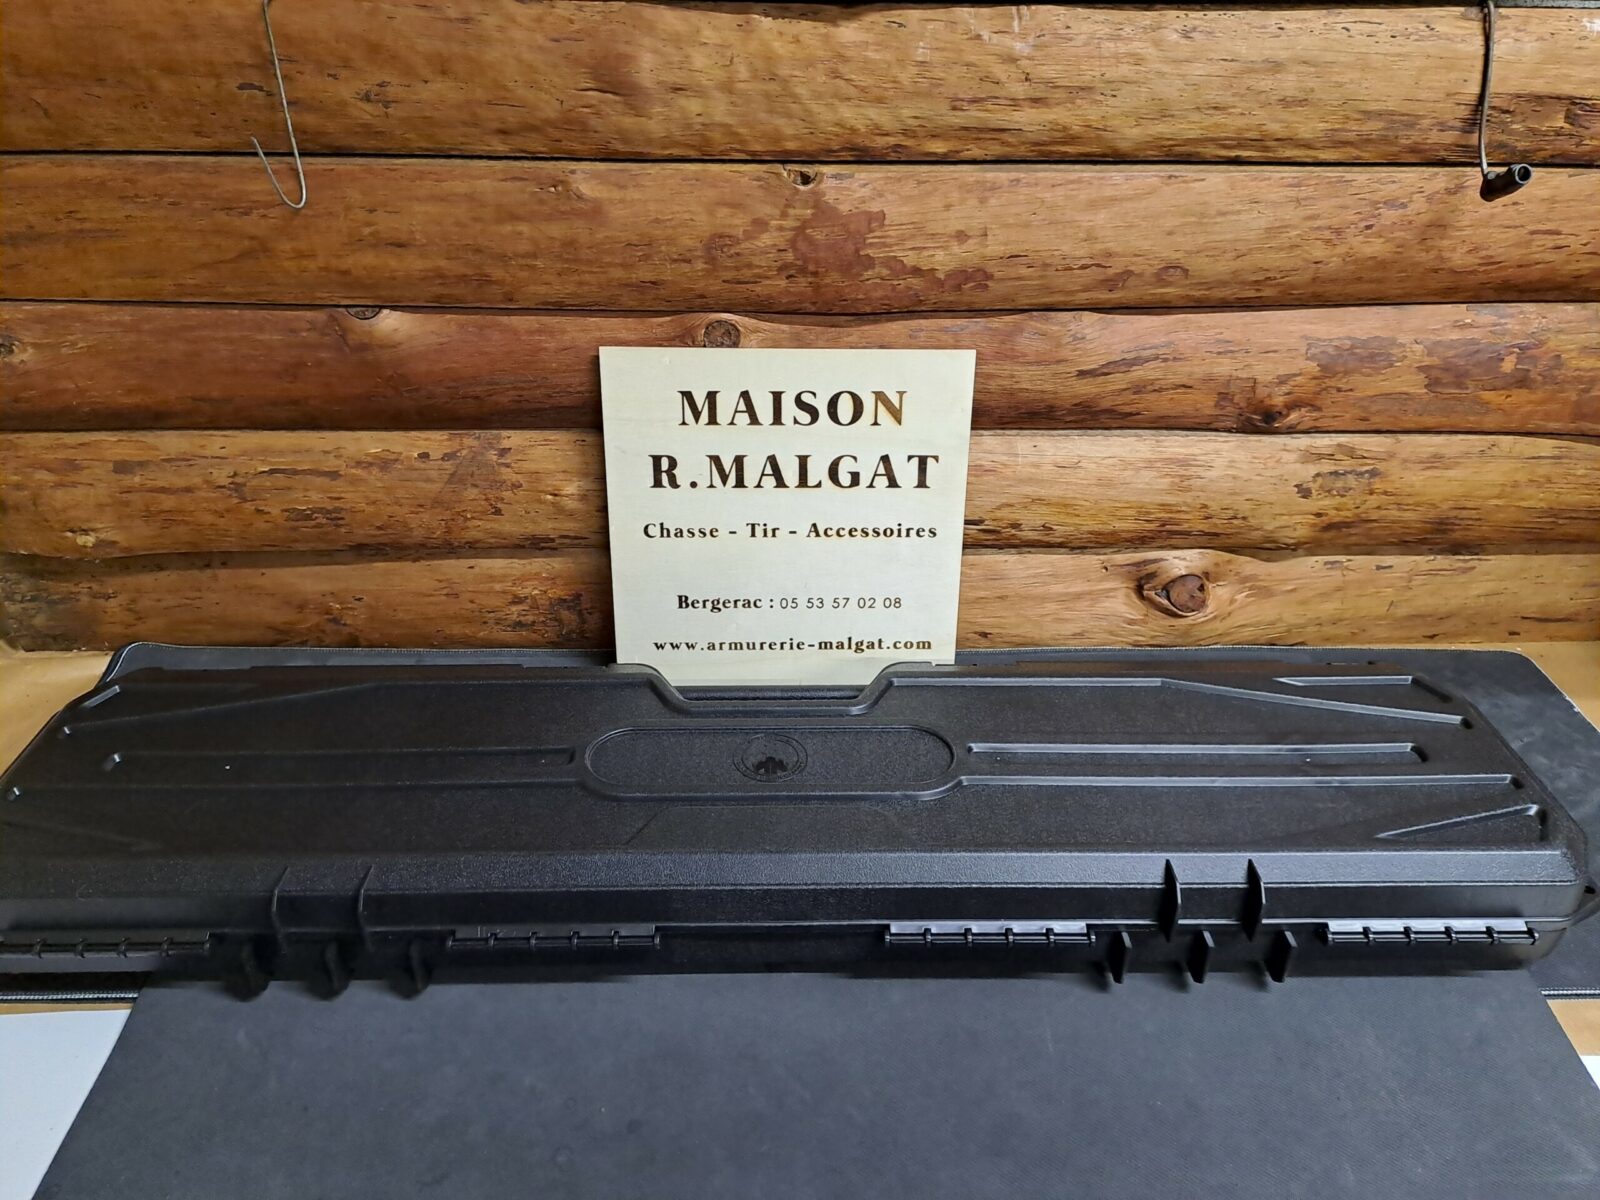 MAISON
R.MALGAT
Chasse - Tir - Accessoires
Bergerac : 05 53 57 02 08
www.armurerie-malgat.com